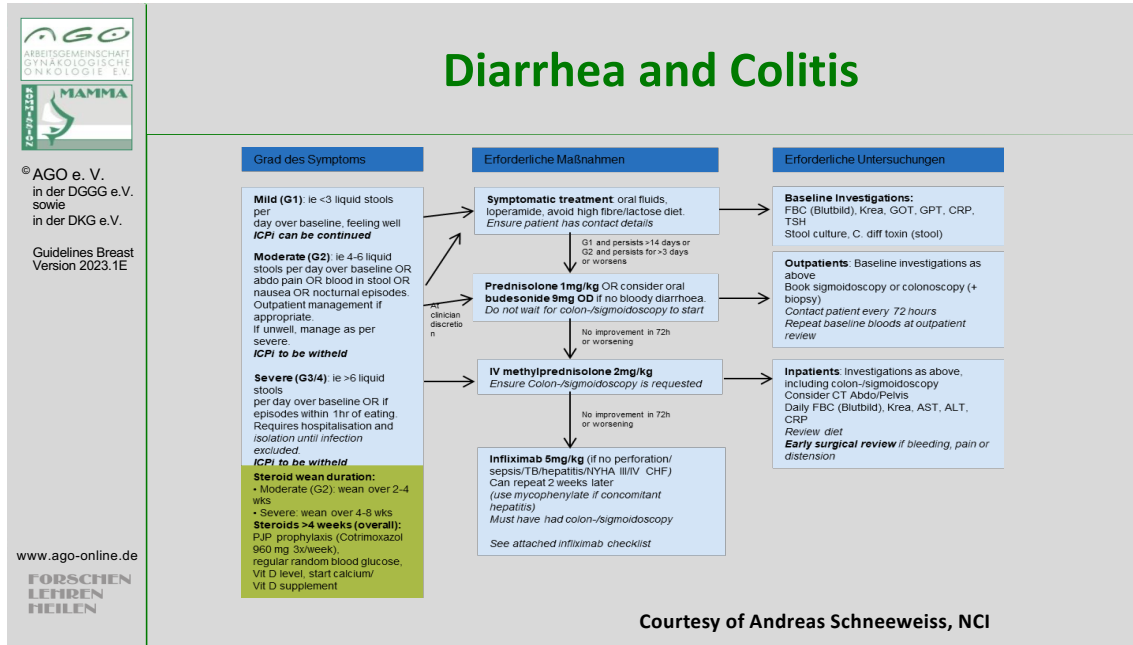 AGO
ARBEITSGEMEINSCHAFT
GYNÄKOLOGISCHE
ONKOLOGIE E.V.
KOMMISSION
MAMMA
© AGO e. V.
in der DGGG e.V.
sowie
in der DKG e.V.
Guidelines Breast
Version 2023.1E
www.ago-online.de
FORSCHEN
LEHREN
HEILEN
Diarrhea and Colitis
Grad des Symptoms
Mild (G1): ie <3 liquid stools
per
day over baseline, feeling well
ICPi can be continued
Moderate (G2): ie 4-6 liquid
stools per day over baseline OR
abdo pain OR blood in stool OR
nausea OR nocturnal episodes.
Outpatient management if
appropriate.
If unwell, manage as per
severe.
ICPi to be witheld
Severe (G3/4): ie >6 liquid
stools
per day over baseline OR if
episodes within 1hr of eating.
Requires hospitalisation and
isolation until infection
excluded.
ICPi to be witheld
Steroid wean duration:
• Moderate (G2): wean over 2-4
wks
• Severe: wean over 4-8 wks
Steroids >4 weeks (overall):
PJP prophylaxis (Cotrimoxazol
960 mg 3x/week),
regular random blood glucose,
Vit D level, start calcium/
Vit D supplement
At
clinician
discretio
n
Erforderliche Maßnahmen
Symptomatic treatment: oral fluids,
loperamide, avoid high fibre/lactose diet.
Ensure patient has contact details
G1 and persists >14 days or
G2 and persists for >3 days
or worsens
Prednisolone 1mg/kg OR consider oral
budesonide 9mg OD if no bloody diarrhoea.
Do not wait for colon-/sigmoidoscopy to start
No improvement in 72h
or worsening
IV methylprednisolone 2mg/kg
Ensure Colon-/sigmoidoscopy is requested
No improvement in 72h
or worsening
Infliximab 5mg/kg (if no perforation/
sepsis/TB/hepatitis/NYHA III/IV CHF)
Can repeat 2 weeks later
(use mycophenylate if concomitant
hepatitis)
Must have had colon-/sigmoidoscopy
See attached infliximab checklist
Erforderliche Untersuchungen
Baseline Investigations:
FBC (Blutbild), Krea, GOT, GPT, CRP,
TSH
Stool culture, C. diff toxin (stool)
Outpatients: Baseline investigations as
above
Book sigmoidoscopy or colonoscopy (+
biopsy)
Contact patient every 72 hours
Repeat baseline bloods at outpatient
review
Inpatients: Investigations as above,
including colon-/sigmoidoscopy
Consider CT Abdo/Pelvis
Daily FBC (Blutbild), Krea, AST, ALT,
CRP
Review diet
Early surgical review if bleeding, pain or
distension
Courtesy of Andreas Schneeweiss, NCI